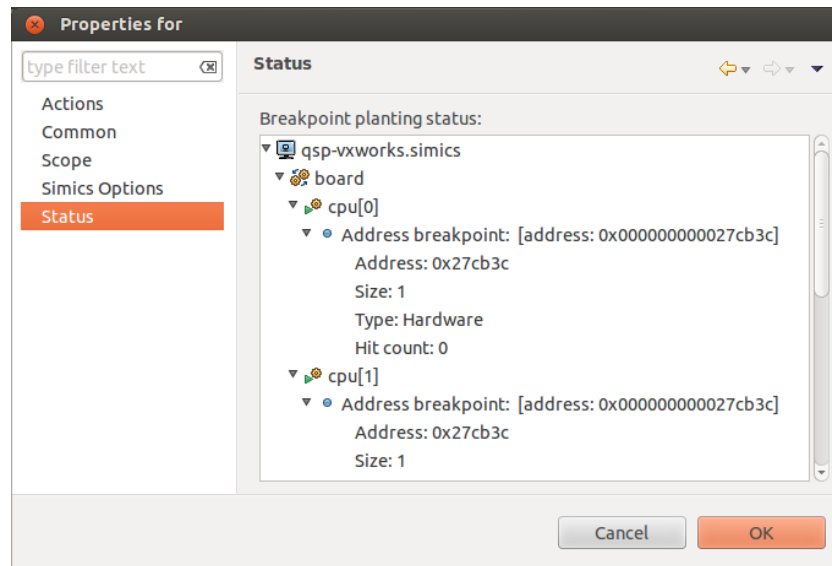 Properties for
type filter text
Status
Actions
Common
Scope
Simics Options
Status
Breakpoint planting status:
qsp-vxworks.simics
board
cpu[0]
Address breakpoint: [address: 0x000000000027cb3c]
Address: 0x27cb3c
Size: 1
Type: Hardware
Hit count: 0
cpu[1]
Address breakpoint: [address: 0x000000000027cb3c]
Address: 0x27cb3c
Size: 1
Cancel
OK